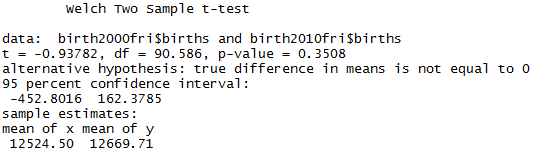 Welch Two Sample t-test
data:  birth2000fri$births and birth2010fri$births
t = -0.93782, df = 90.586, p-value = 0.3508
alternative hypothesis: true difference in means is not equal to 0
95 percent confidence interval:
-452.8016  162.3785
sample estimates:
mean of x mean of y
12524.50  12669.71